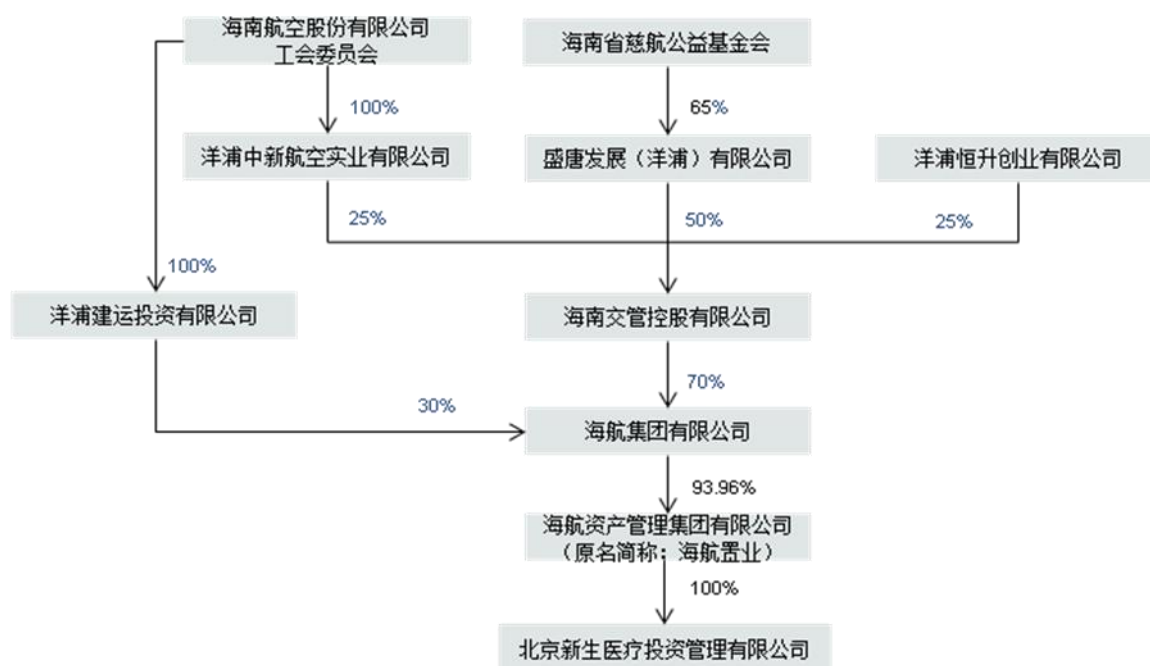 海南航空股份有限公司
工会委员会
海南省慈航公益基金会
100%
65%
洋浦中新航空实业有限公司
盛唐发展（洋浦）有限公司
洋浦恒升创业有限公司
25%
50%
25%
100%
洋浦建运投资有限公司
海南交管控股有限公司
70%
30%
海航集团有限公司
93.96%
海航资产管理集团有限公司
（原名简称：海航置业）
100%
北京新生医疗投资管理有限公司